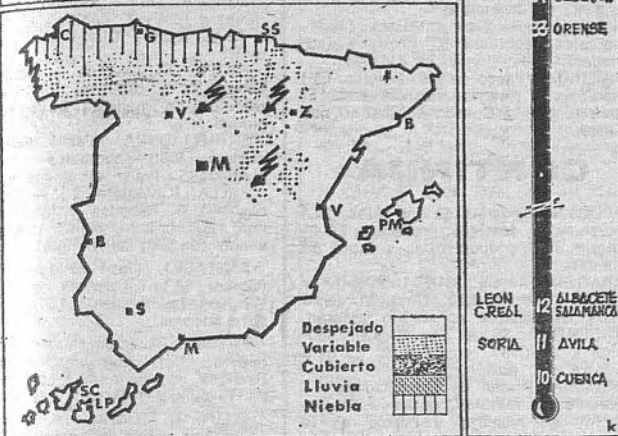 C
G
SS
V
Z
B
M
V
PM
B
S
M
SC
LP
Despejado
Variable
Cubierto
Lluvia
Niebla
ORENSE
LEON
C.REAL
12
ALBACETE
SALAMANCA
SORIA
11
AVILA
10
CUENCA
k